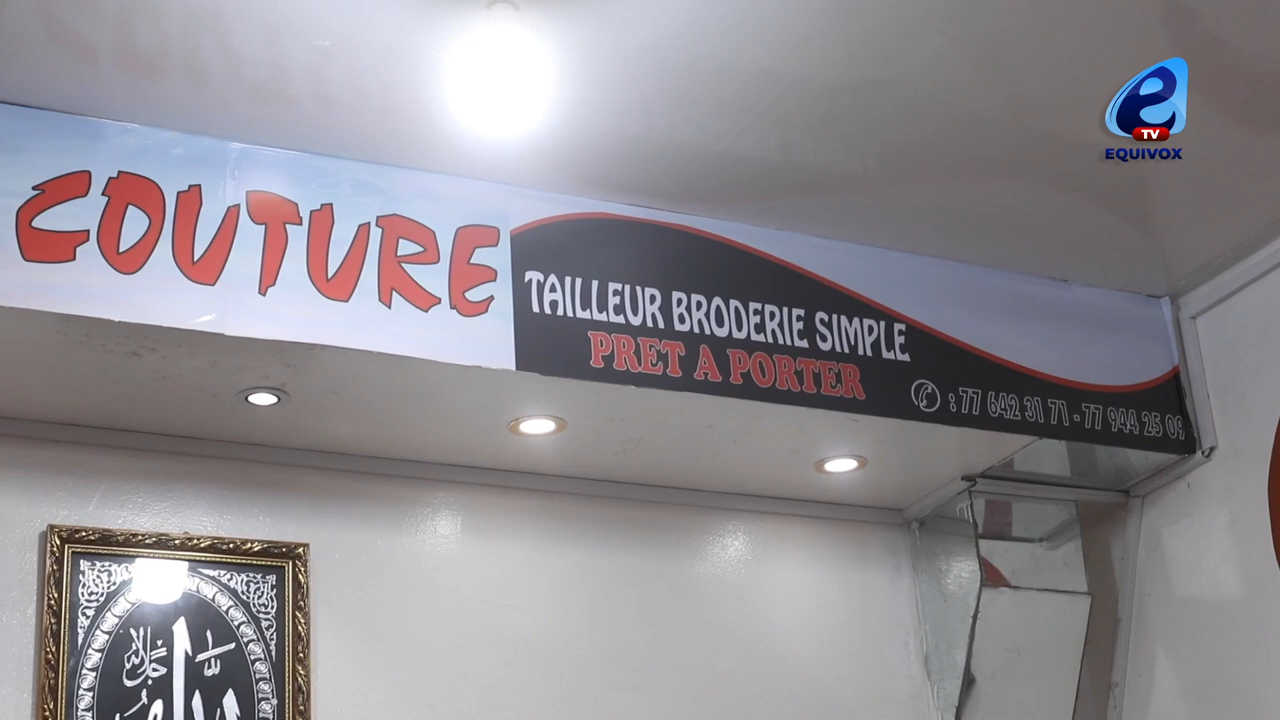 COUTURE
TAILLEUR BRODERIE SIMPLE
PRET A PORTER
: 77 642 31 71 - 77 944 25 09
e
TV
EQUIVOX